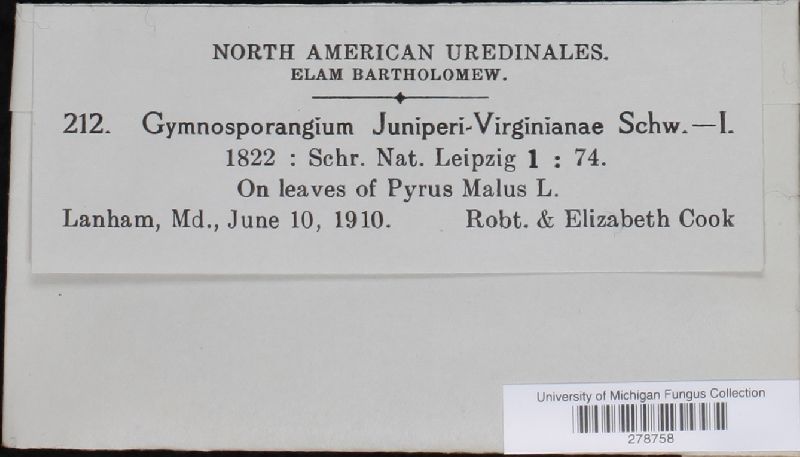 NORTH AMERICAN UREDINALES.
ELAM BARTHOLOMEW.
212. Gymnosporangium Juniperi-Virginianae Schw.—I.
1822 : Schr. Nat. Leipzig 1 : 74.
On leaves of Pyrus Malus L.
Lanham, Md., June 10, 1910. Robt. & Elizabeth Cook
University of Michigan Fungus Collection
278758